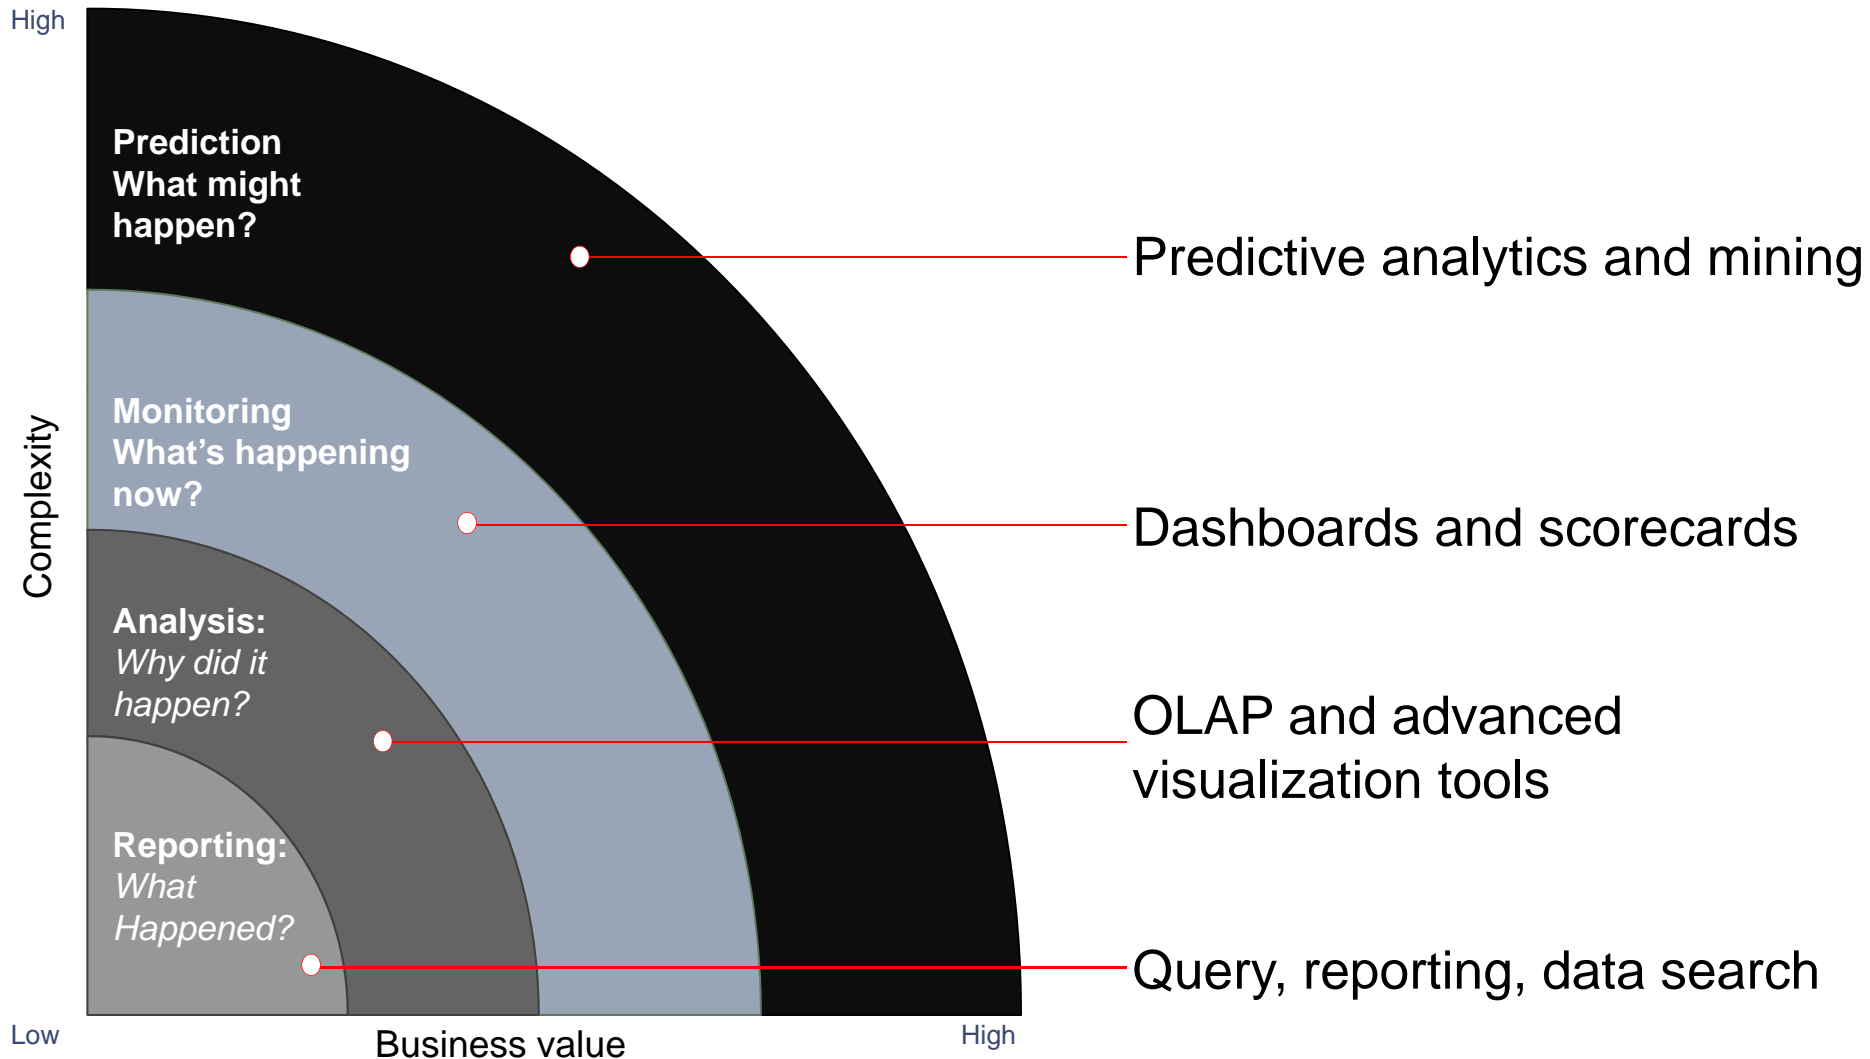 High
Prediction
What might
happen?
Predictive analytics and mining
Monitoring
What’s happening
now?
Complexity
Dashboards and scorecards
Analysis:
Why did it
happen?
OLAP and advanced
visualization tools
Reporting:
What
Happened?
Query, reporting, data search
Low
Business value
High